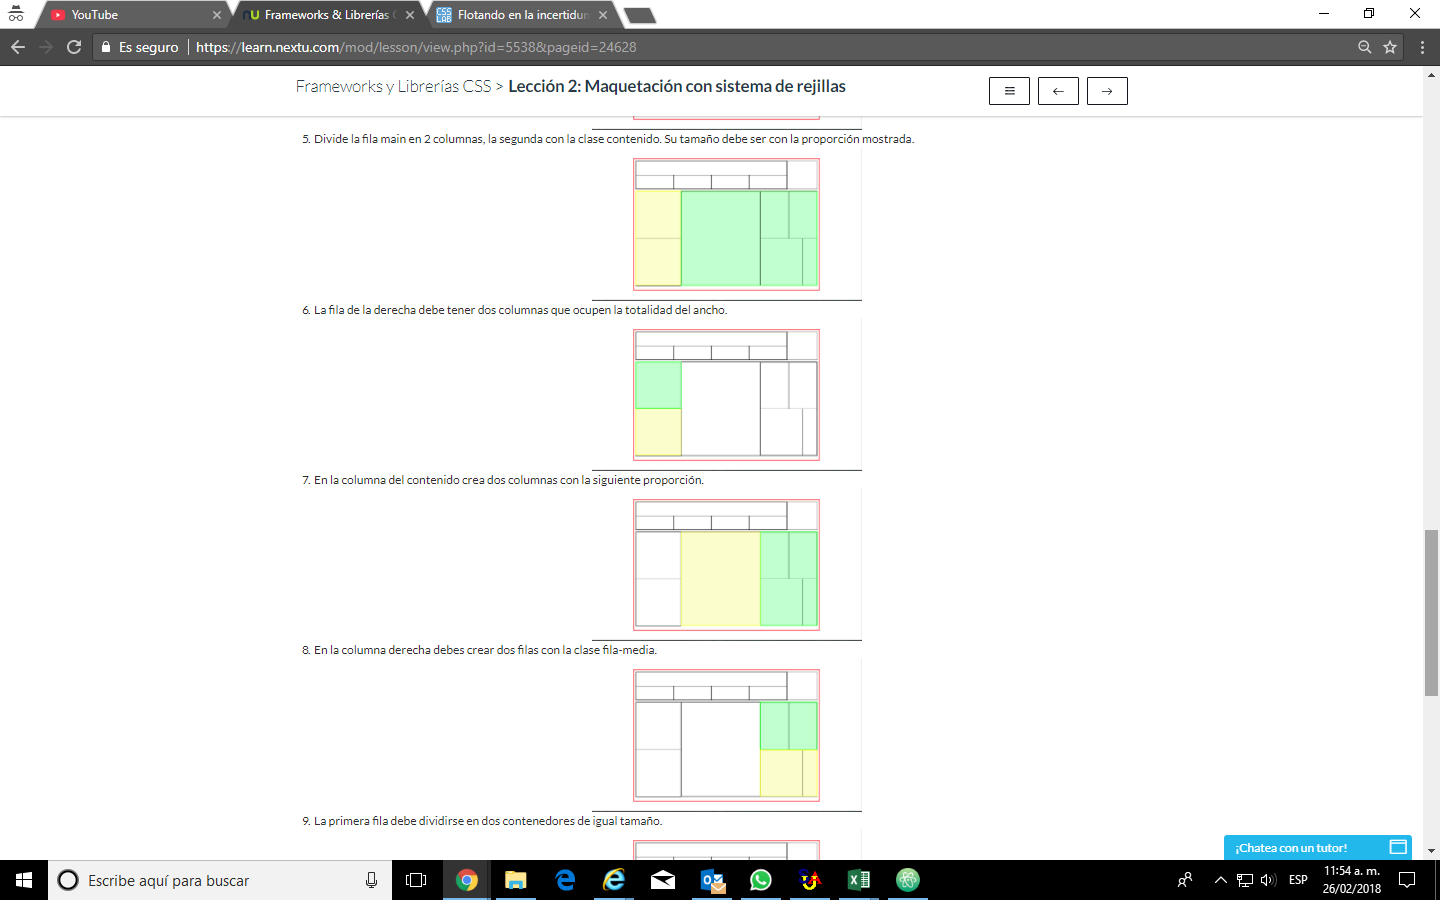 YouTube
Frameworks & Librerías C
CSS LAB
Flotando en la incertidum
Es seguro
https://learn.nextu.com/mod/lesson/view.php?id=5538&pageid=24628
Frameworks y Librerías CSS > Lección 2: Maquetación con sistema de rejillas
5. Divide la fila main en 2 columnas, la segunda con la clase contenido. Su tamaño debe ser con la proporción mostrada.
6. La fila de la derecha debe tener dos columnas que ocupen la totalidad del ancho.
7. En la columna del contenido crea dos columnas con la siguiente proporción.
8. En la columna derecha debes crear dos filas con la clase fila-media.
9. La primera fila debe dividirse en dos contenedores de igual tamaño.
¡Chatea con un tutor!
Escribe aquí para buscar
ESP
11:54 a. m.
26/02/2018